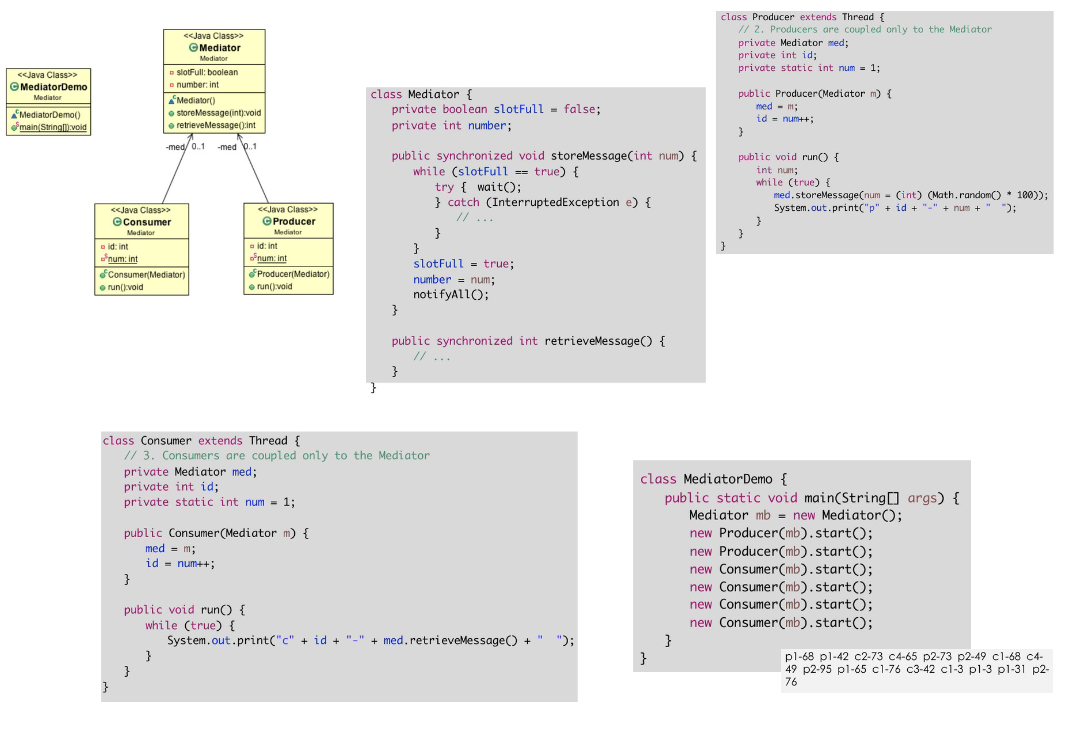 <<Java Class>>
MediatorDemo
Mediator
MediatorDemo()
main(String[]):void
<<Java Class>>
Mediator
Mediator
slotFull: boolean
number: int
Mediator()
storeMessage(int):void
retrieveMessage():int
-med 0..1 -med 0..1
<<Java Class>>
Consumer
Mediator
id: int
num: int
Consumer(Mediator)
run():void
<<Java Class>>
Producer
Mediator
id: int
num: int
Producer(Mediator)
run():void
class Mediator {
private boolean slotFull = false;
private int number;
public synchronized void storeMessage(int num) {
while (slotFull == true) {
try { wait();
} catch (InterruptedException e) {
// ...
}
}
slotFull = true;
number = num;
notifyAll();
}
public synchronized int retrieveMessage() {
// ...
}
}
class Producer extends Thread {
// 2. Producers are coupled only to the Mediator
private Mediator med;
private int id;
private static int num = 1;
public Producer(Mediator m) {
med = m;
id = num++;
}
public void run() {
int num;
while (true) {
med.storeMessage(num = (int) (Math.random() * 100));
System.out.print("p" + id + "-" + num + "  ");
}
}
}
class Consumer extends Thread {
// 3. Consumers are coupled only to the Mediator
private Mediator med;
private int id;
private static int num = 1;
public Consumer(Mediator m) {
med = m;
id = num++;
}
public void run() {
while (true) {
System.out.print("c" + id + "-" + med.retrieveMessage() + "  ");
}
}
}
class MediatorDemo {
public static void main(String[] args) {
Mediator mb = new Mediator();
new Producer(mb).start();
new Producer(mb).start();
new Consumer(mb).start();
new Consumer(mb).start();
new Consumer(mb).start();
new Consumer(mb).start();
}
}
p1-68 p1-42 c2-73 c4-65 p2-73 p2-49 c1-68 c4-
49 p2-95 p1-65 c1-76 c3-42 c1-3 p1-3 p1-31 p2-
76